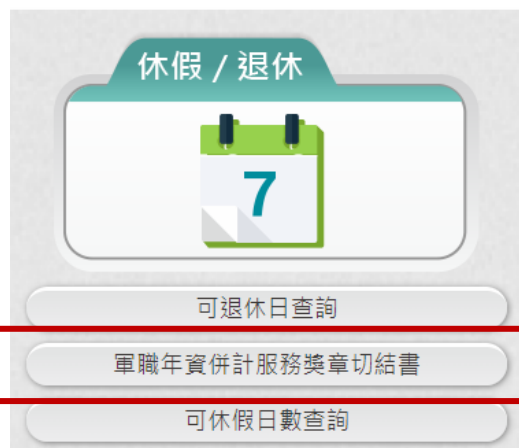 休假 / 退休
7
可退休日查詢
軍職年資併計服務獎章切結書
可休假日數查詢